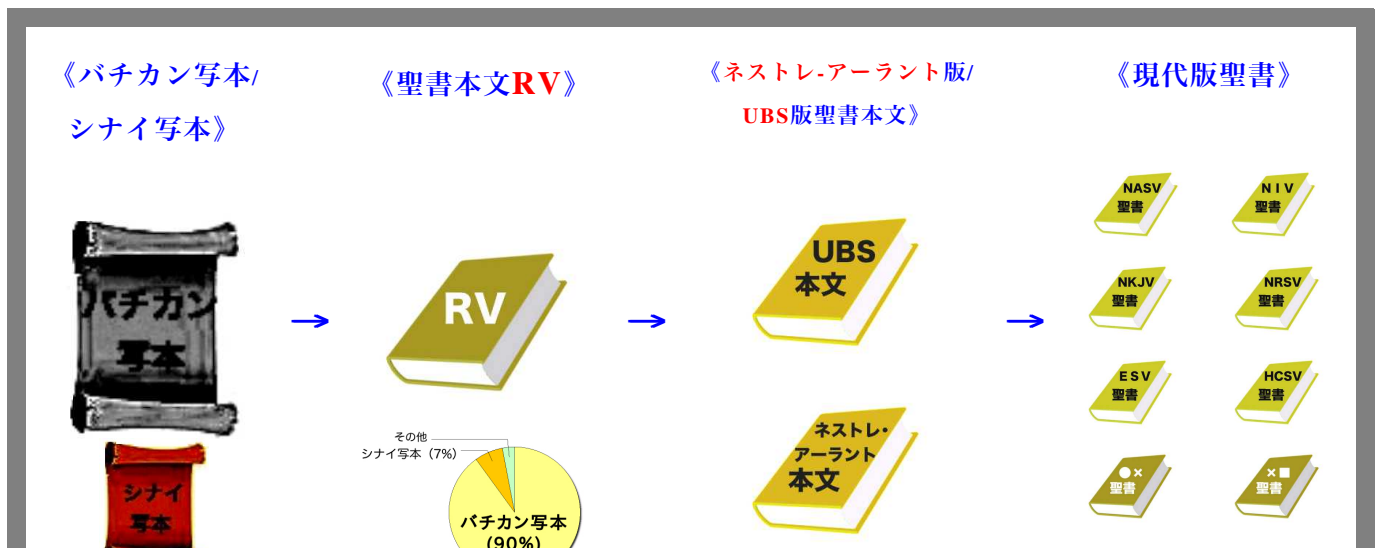 《バチカン写本/
シナイ写本》
《聖書本文RV》
《ネストレ-アーラント版/
UBS版聖書本文》
《現代版聖書》
バチカン
写本
シナイ
写本
RV
その他
シナイ写本（7%）
バチカン写本
(90%)
UBS
本文
ネストレ・
アーラント
本文
NASV
聖書
NIV
聖書
NKJV
聖書
NRSV
聖書
ESV
聖書
HCSV
聖書
●×
聖書
×■
聖書